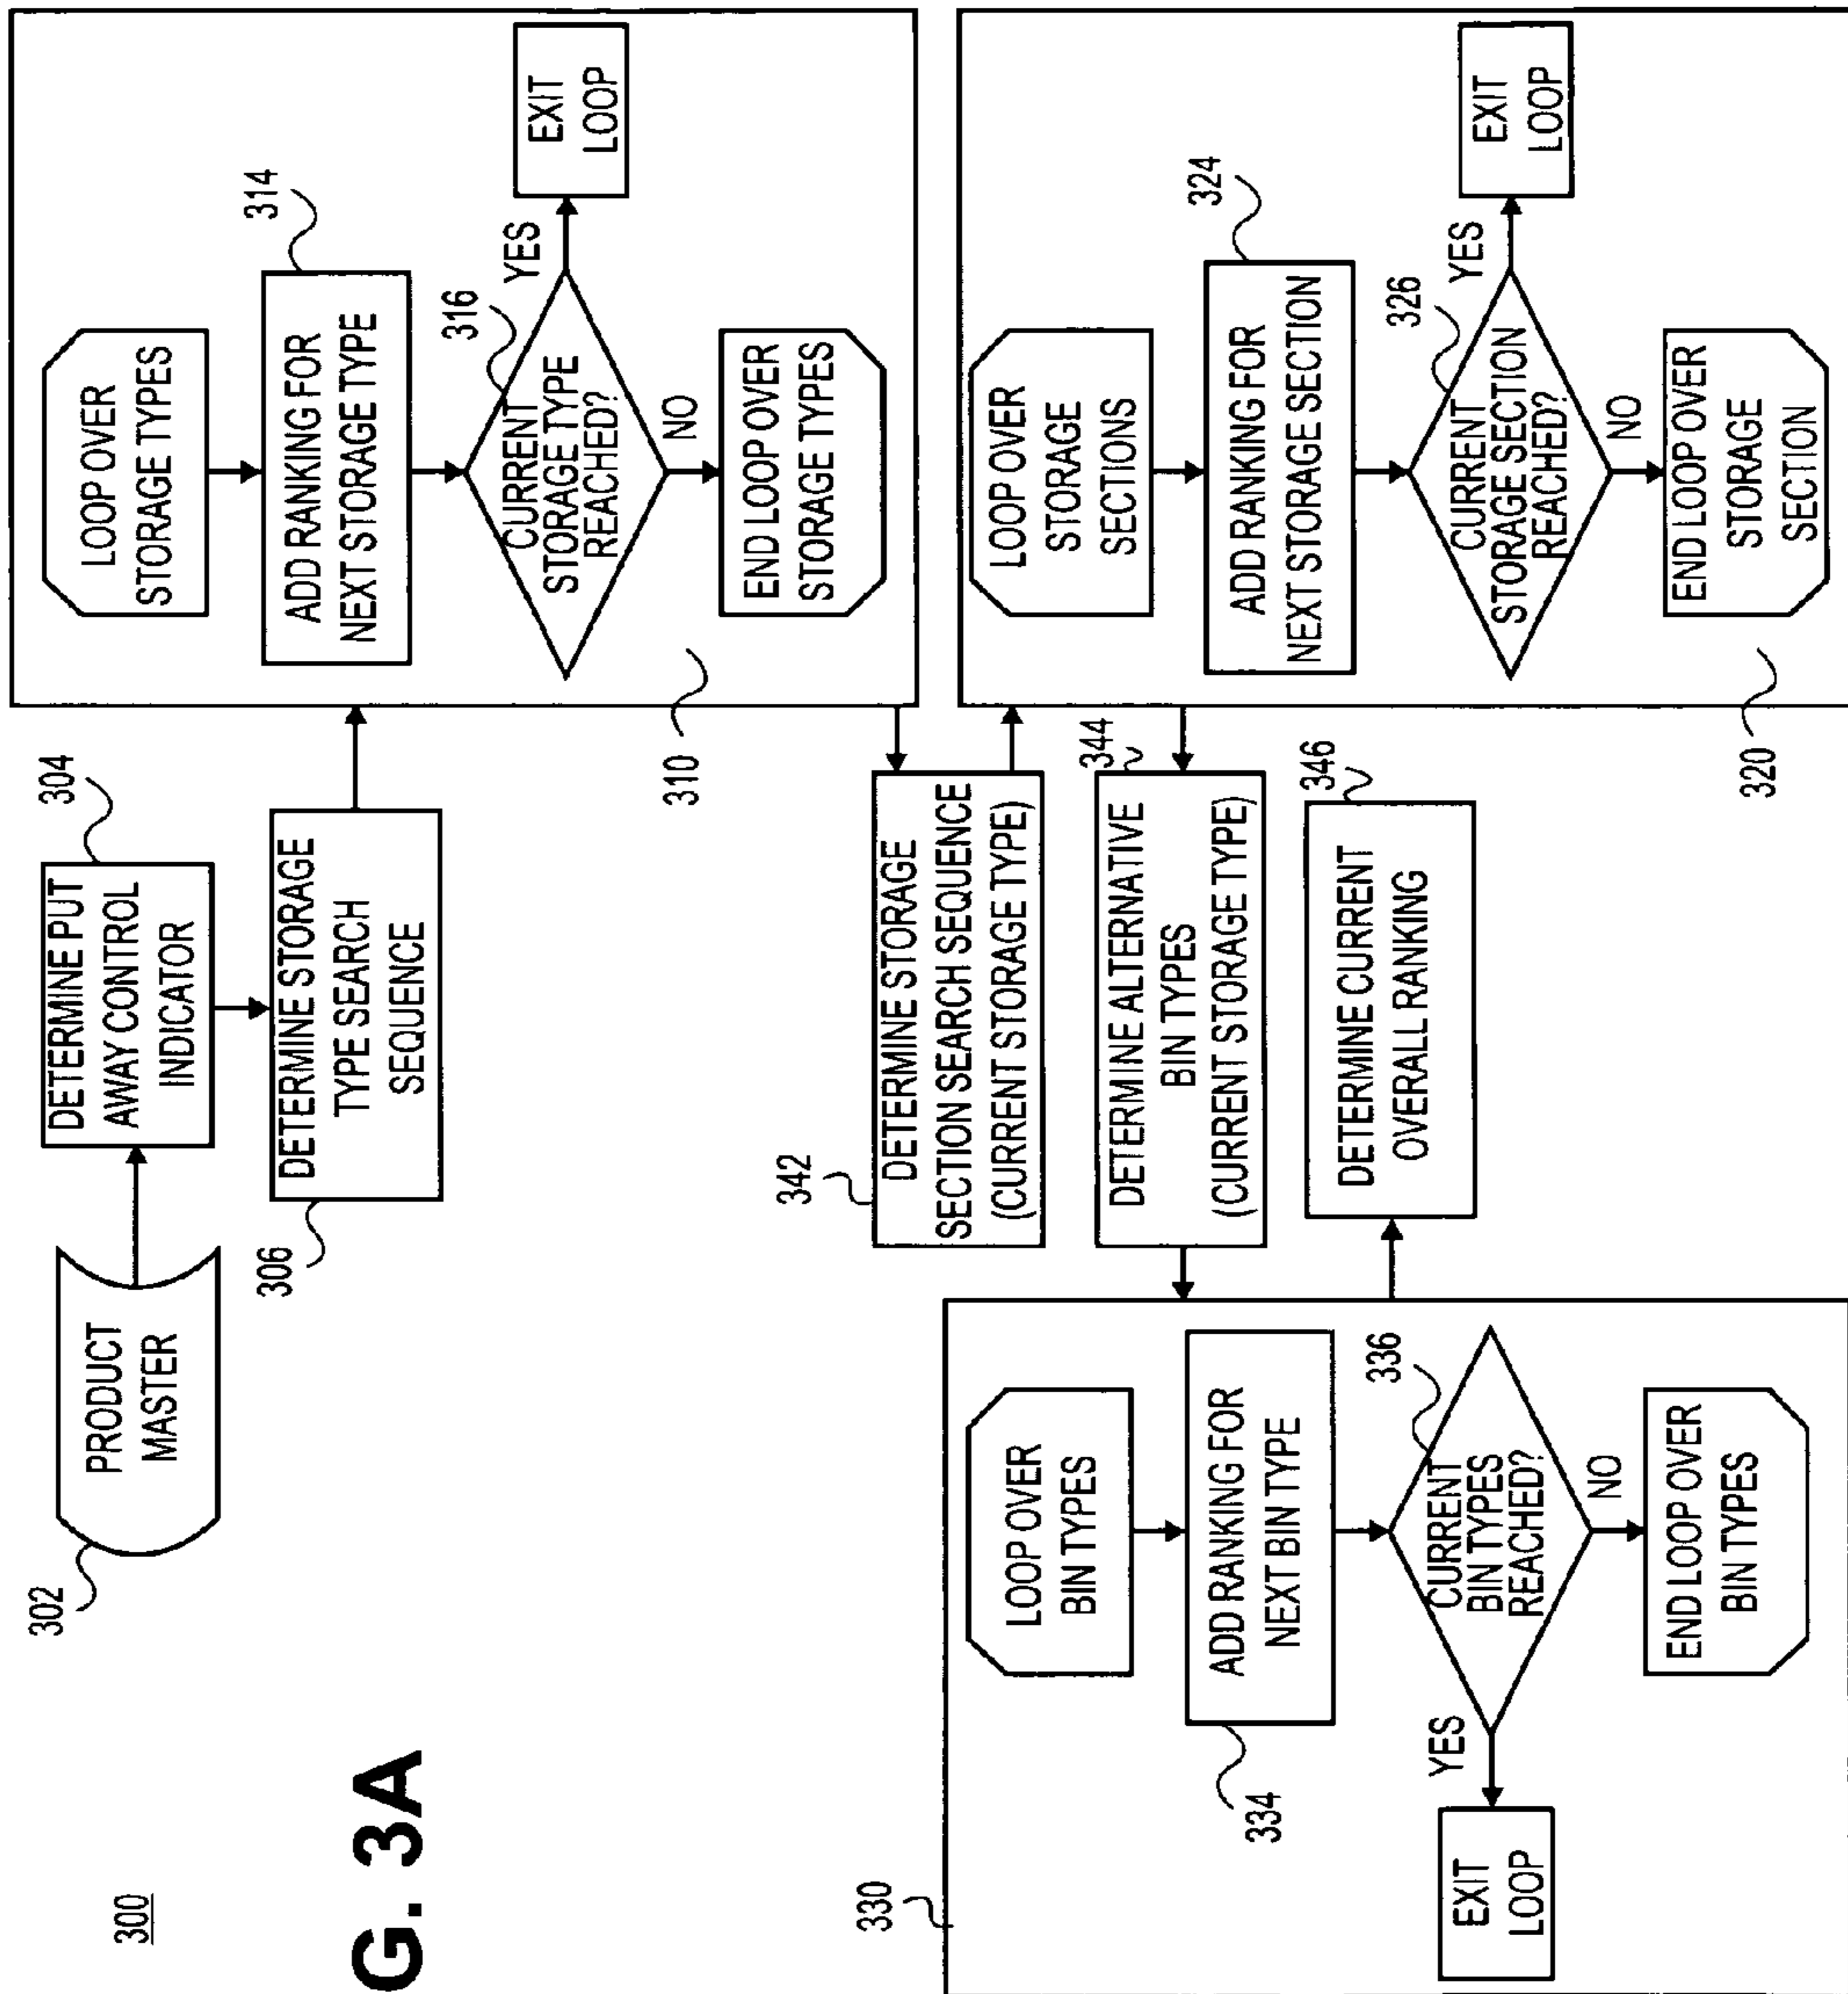 300
G. 3A
302
PRODUCT
MASTER
304
DETERMINE PUT
AWAY CONTROL
INDICATOR
306
DETERMINE STORAGE
TYPE SEARCH
SEQUENCE
310
LOOP OVER
STORAGE TYPES
314
ADD RANKING FOR
NEXT STORAGE TYPE
316
CURRENT
STORAGE TYPE
REACHED?
YES
EXIT
LOOP
NO
END LOOP OVER
STORAGE TYPES
342
DETERMINE STORAGE
SECTION SEARCH SEQUENCE
(CURRENT STORAGE TYPE)
320
LOOP OVER
STORAGE
SECTIONS
324
ADD RANKING FOR
NEXT STORAGE SECTION
326
CURRENT
STORAGE SECTION
REACHED?
YES
EXIT
LOOP
NO
END LOOP OVER
STORAGE
SECTION
344
DETERMINE ALTERNATIVE
BIN TYPES
(CURRENT STORAGE TYPE)
330
LOOP OVER
BIN TYPES
334
ADD RANKING FOR
NEXT BIN TYPE
336
CURRENT
BIN TYPES
REACHED?
YES
EXIT
LOOP
NO
END LOOP OVER
BIN TYPES
346
DETERMINE CURRENT
OVERALL RANKING